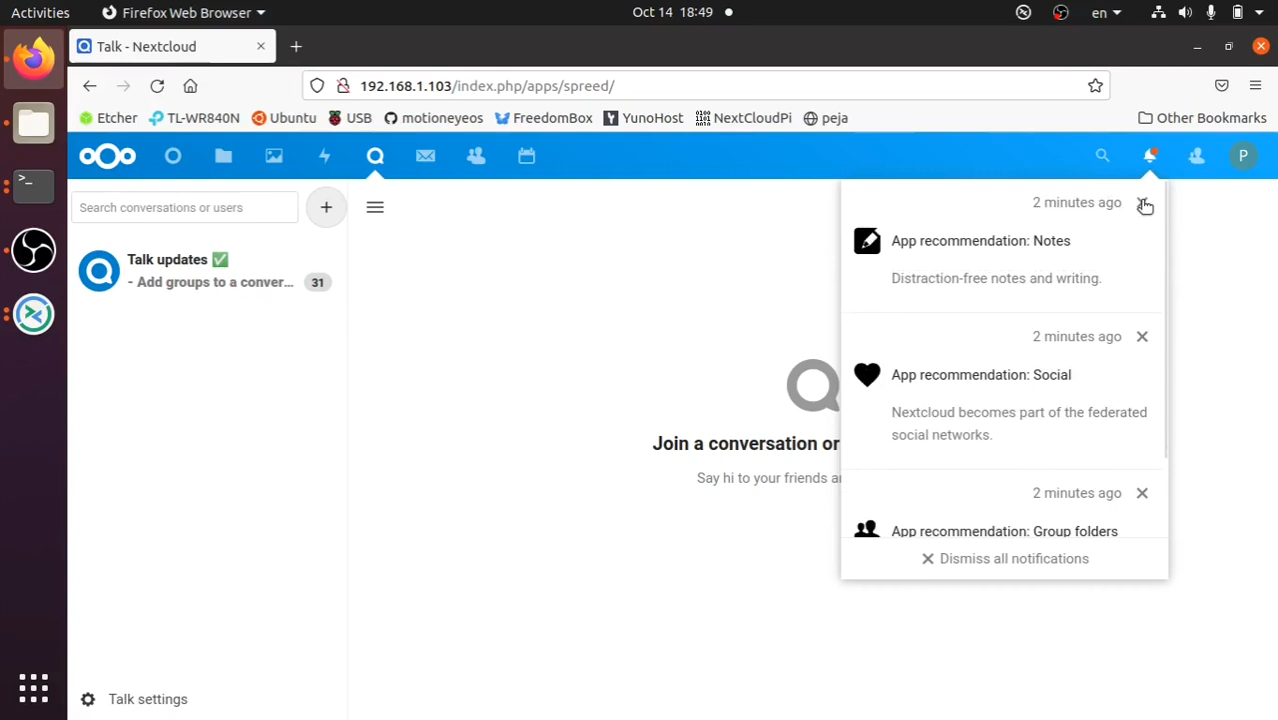 Activities
Firefox Web Browser
Oct 14 18:49
en
Talk - Nextcloud
192.168.1.103/index.php/apps/spreed/
Etcher
TL-WR840N
Ubuntu
USB
motioneyeos
FreedomBox
YunoHost
NextCloudPi
peja
Other Bookmarks
P
Search conversations or users
Talk updates ✅
- Add groups to a conver...
31
Join a conversation or
Say hi to your friends a
2 minutes ago
App recommendation: Notes
Distraction-free notes and writing.
2 minutes ago
App recommendation: Social
Nextcloud becomes part of the federated
social networks.
2 minutes ago
App recommendation: Group folders
Dismiss all notifications
Talk settings